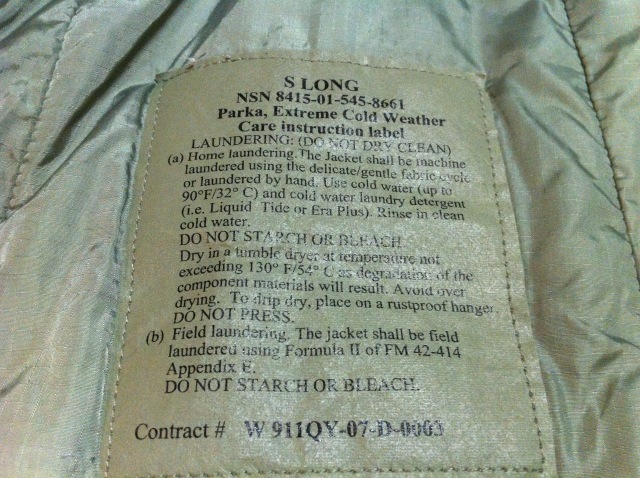 S LONG
NSN 8415-01-545-8661
Parka, Extreme Cold Weather
Care instruction label
LAUNDERING: (DO NOT DRY CLEAN)
(a) Home laundering. The Jacket shall be machine
laundered using the delicate/gentle fabric cycle
or laundered by hand. Use cold water (up to
90°F/32° C) and cold water laundry detergent
(i.e. Liquid Tide or Era Plus). Rinse in clean
cold water.
DO NOT STARCH OR BLEACH.
Dry in a tumble dryer at temperature not
exceeding 130° F/54° C as degradation of the
component materials will result. Avoid over
drying. To drip dry, place on a rustproof hanger.
DO NOT PRESS.
(b) Field laundering. The jacket shall be field
laundered using Formula II of FM 42-414
Appendix E.
DO NOT STARCH OR BLEACH.
Contract # W 911QY-07-D-0003